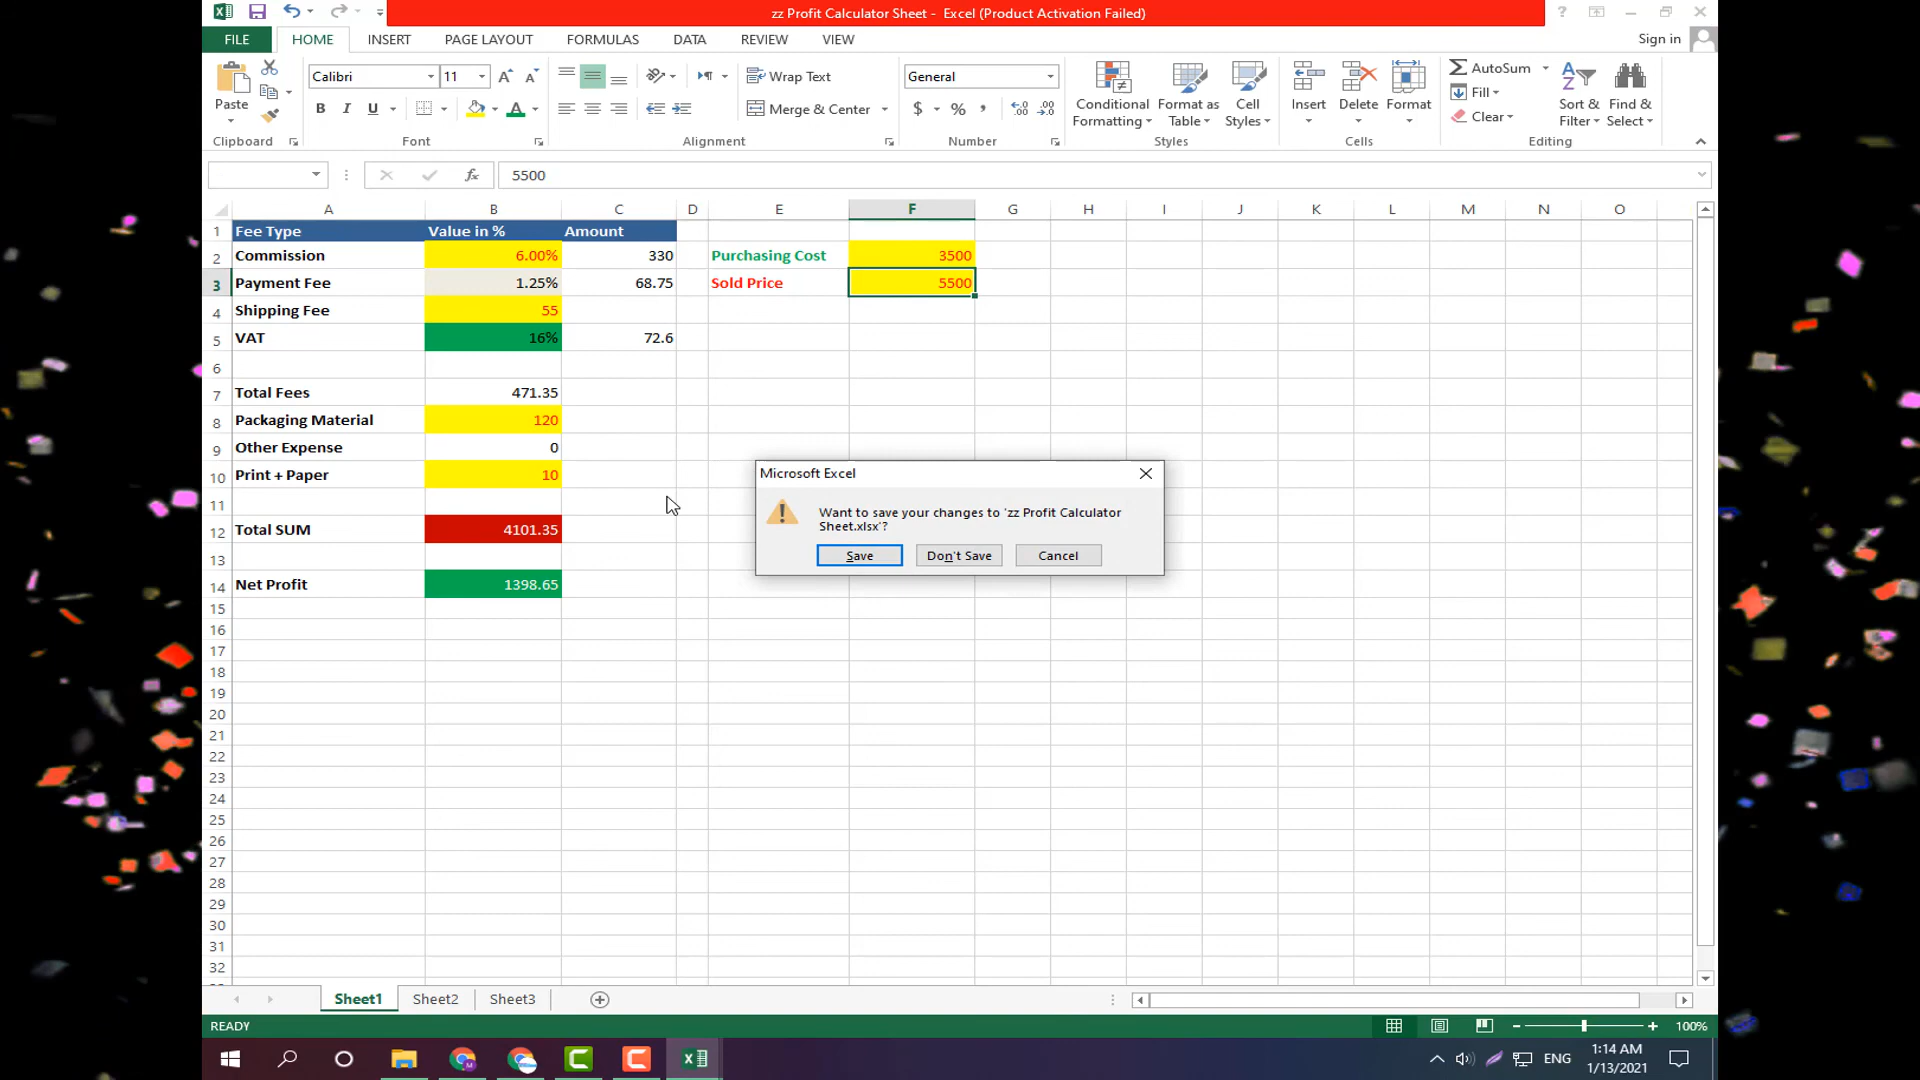 zz Profit Calculator Sheet - Excel (Product Activation Failed)
FILE HOME INSERT PAGE LAYOUT FORMULAS DATA REVIEW VIEW Sign in
Paste
Calibri 11
B I U
Wrap Text
Merge & Center
General
$ % ,
Conditional Formatting
Format as Table
Cell Styles
Insert
Delete
Format
AutoSum
Fill
Clear
Sort & Filter
Find & Select
Clipboard Font Alignment Number Styles Cells Editing
fx 5500
A B C D E F G H I J K L M N O
1 Fee Type Value in % Amount
2 Commission 6.00% 330 Purchasing Cost 3500
3 Payment Fee 1.25% 68.75 Sold Price 5500
4 Shipping Fee 55
5 VAT 16% 72.6
6
7 Total Fees 471.35
8 Packaging Material 120
9 Other Expense 0
10 Print + Paper 10
11
12 Total SUM 4101.35
13
14 Net Profit 1398.65
15
16
17
18
19
20
21
22
23
24
25
26
27
28
29
30
31
32
Microsoft Excel
Want to save your changes to 'zz Profit Calculator
Sheet.xlsx'?
Save Don't Save Cancel
Sheet1 Sheet2 Sheet3
READY 100%
ENG 1:14 AM
1/13/2021